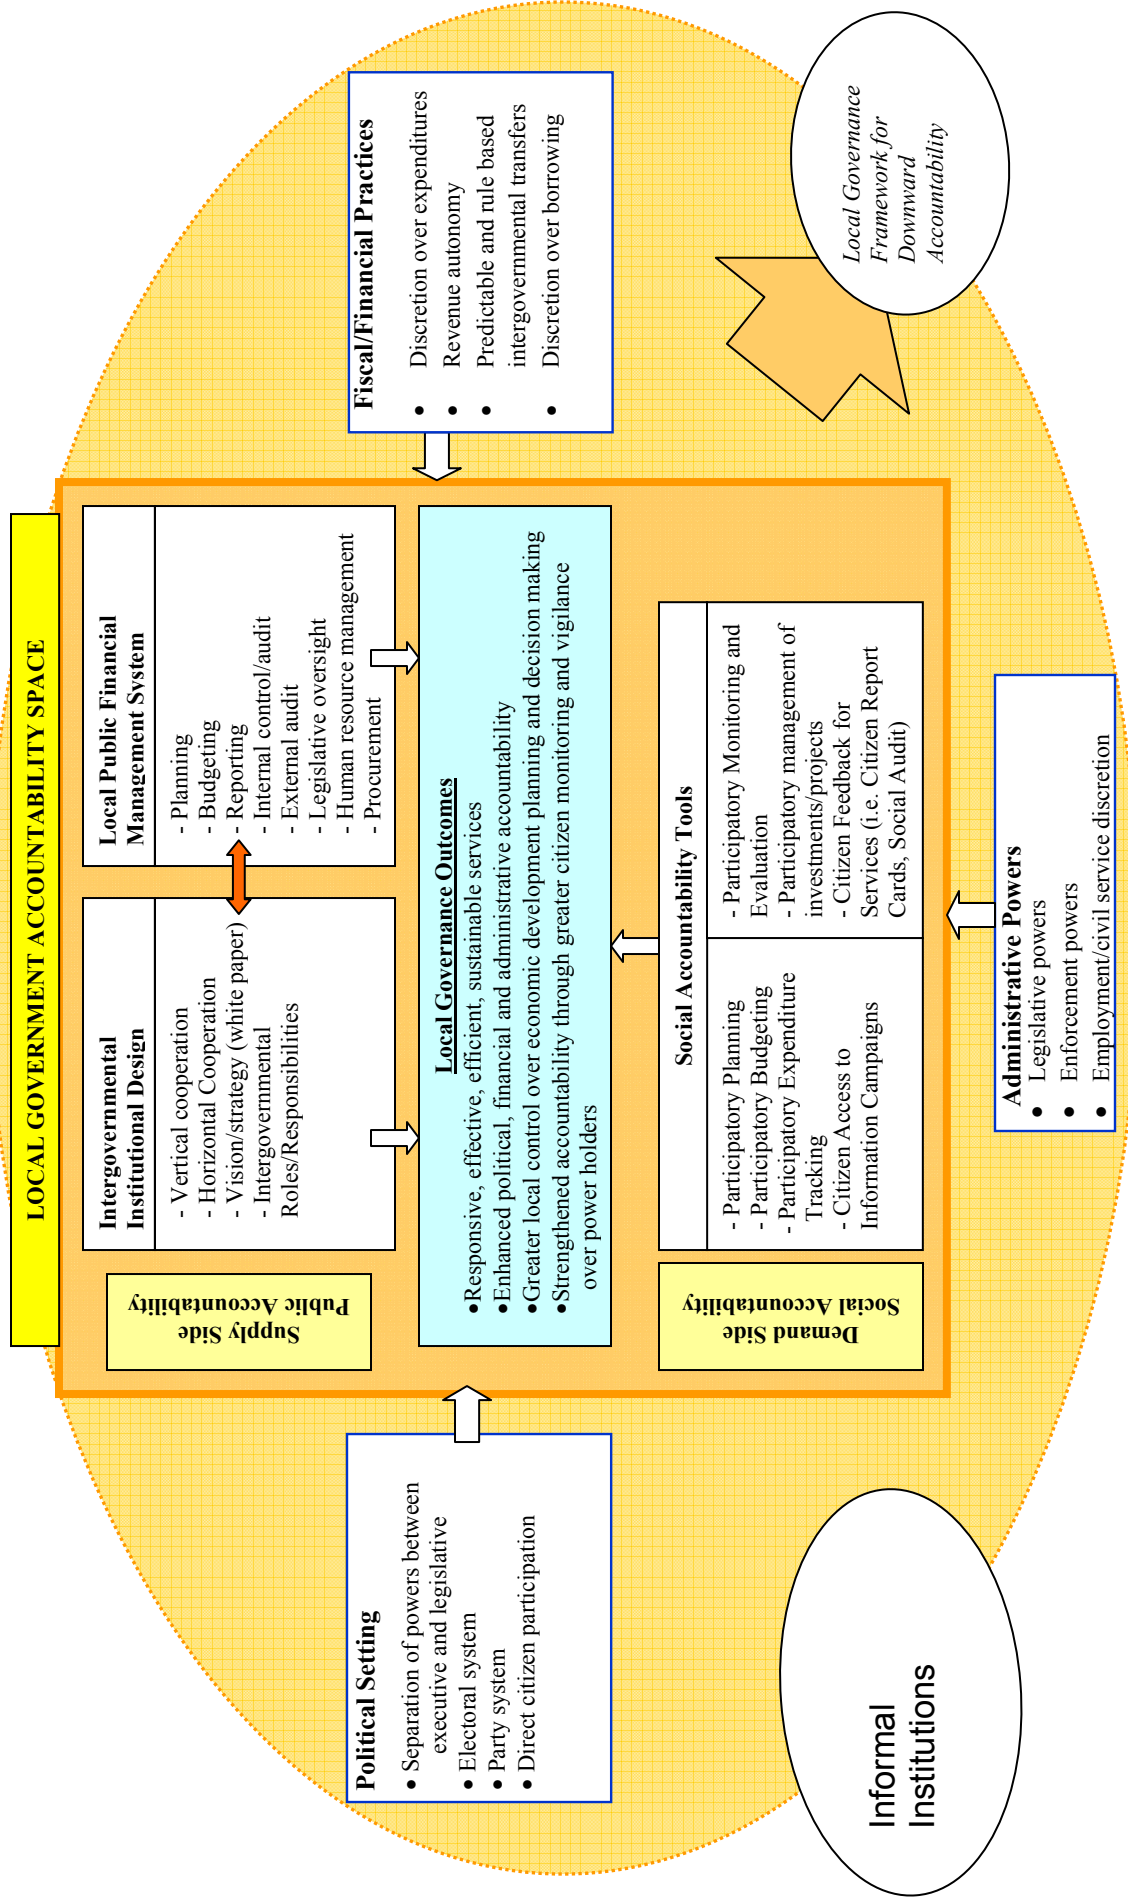 LOCAL GOVERNMENT ACCOUNTABILITY SPACE
Supply Side
Public Accountability
Intergovernmental
Institutional Design
- Vertical cooperation
- Horizontal Cooperation
- Vision/strategy (white paper)
- Intergovernmental
Roles/Responsibilities
Local Public Financial
Management System
- Planning
- Budgeting
- Reporting
- Internal control/audit
- External audit
- Legislative oversight
- Human resource management
- Procurement
Political Setting
• Separation of powers between
executive and legislative
• Electoral system
• Party system
• Direct citizen participation
Local Governance Outcomes
•Responsive, effective, efficient, sustainable services
•Enhanced political, financial and administrative accountability
•Greater local control over economic development planning and decision making
•Strengthened accountability through greater citizen monitoring and vigilance
over power holders
Fiscal/Financial Practices
• Discretion over expenditures
• Revenue autonomy
• Predictable and rule based
intergovernmental transfers
• Discretion over borrowing
Demand Side
Social Accountability
Social Accountability Tools
- Participatory Planning
- Participatory Budgeting
- Participatory Expenditure
Tracking
- Citizen Access to
Information Campaigns
- Participatory Monitoring and
Evaluation
- Participatory management of
investments/projects
- Citizen Feedback for
Services (i.e. Citizen Report
Cards, Social Audit)
Informal
Institutions
Administrative Powers
• Legislative powers
• Enforcement powers
• Employment/civil service discretion
Local Governance
Framework for
Downward
Accountability